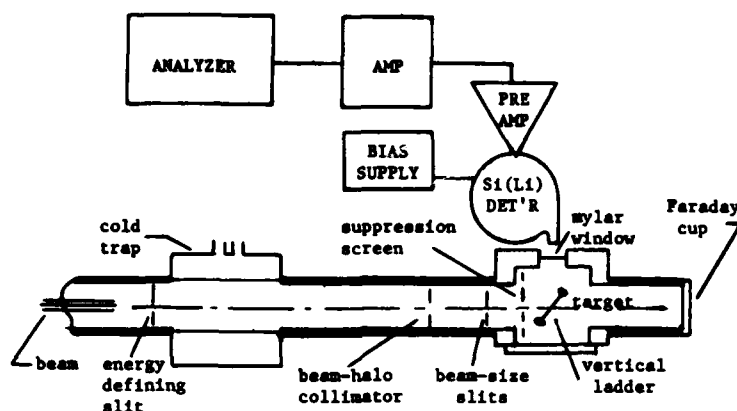 ANALYZER
AMP
PRE
AMP
BIAS
SUPPLY
Si(Li)
DET'R
Faraday
cup
mylar
window
suppression
screen
cold
trap
target
beam
energy
defining
slit
beam-halo
collimator
beam-size
slits
vertical
ladder